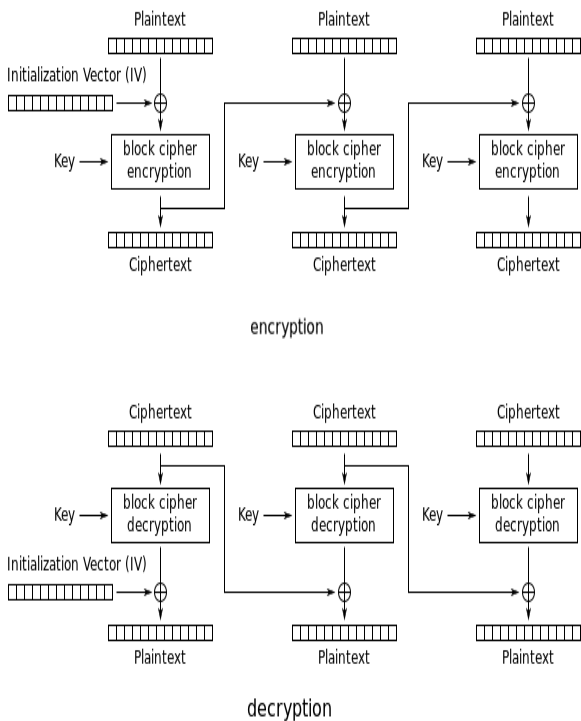 Plaintext Plaintext Plaintext
Initialization Vector (IV)
Key
block cipher
encryption
Key
block cipher
encryption
Key
block cipher
encryption
Ciphertext Ciphertext Ciphertext
encryption
Ciphertext Ciphertext Ciphertext
Key
block cipher
decryption
Key
block cipher
decryption
Key
block cipher
decryption
Initialization Vector (IV)
Plaintext Plaintext Plaintext
decryption